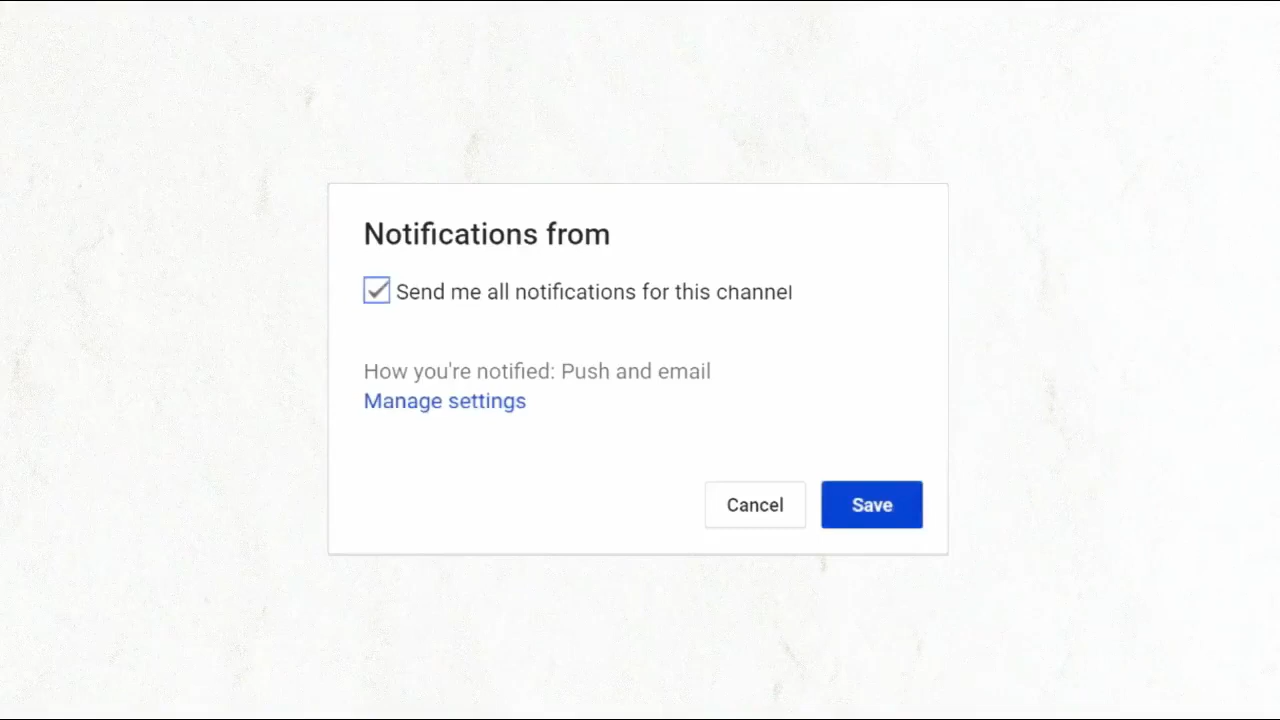 Notifications from
Send me all notifications for this channel
How you're notified: Push and email
Manage settings
Cancel
Save